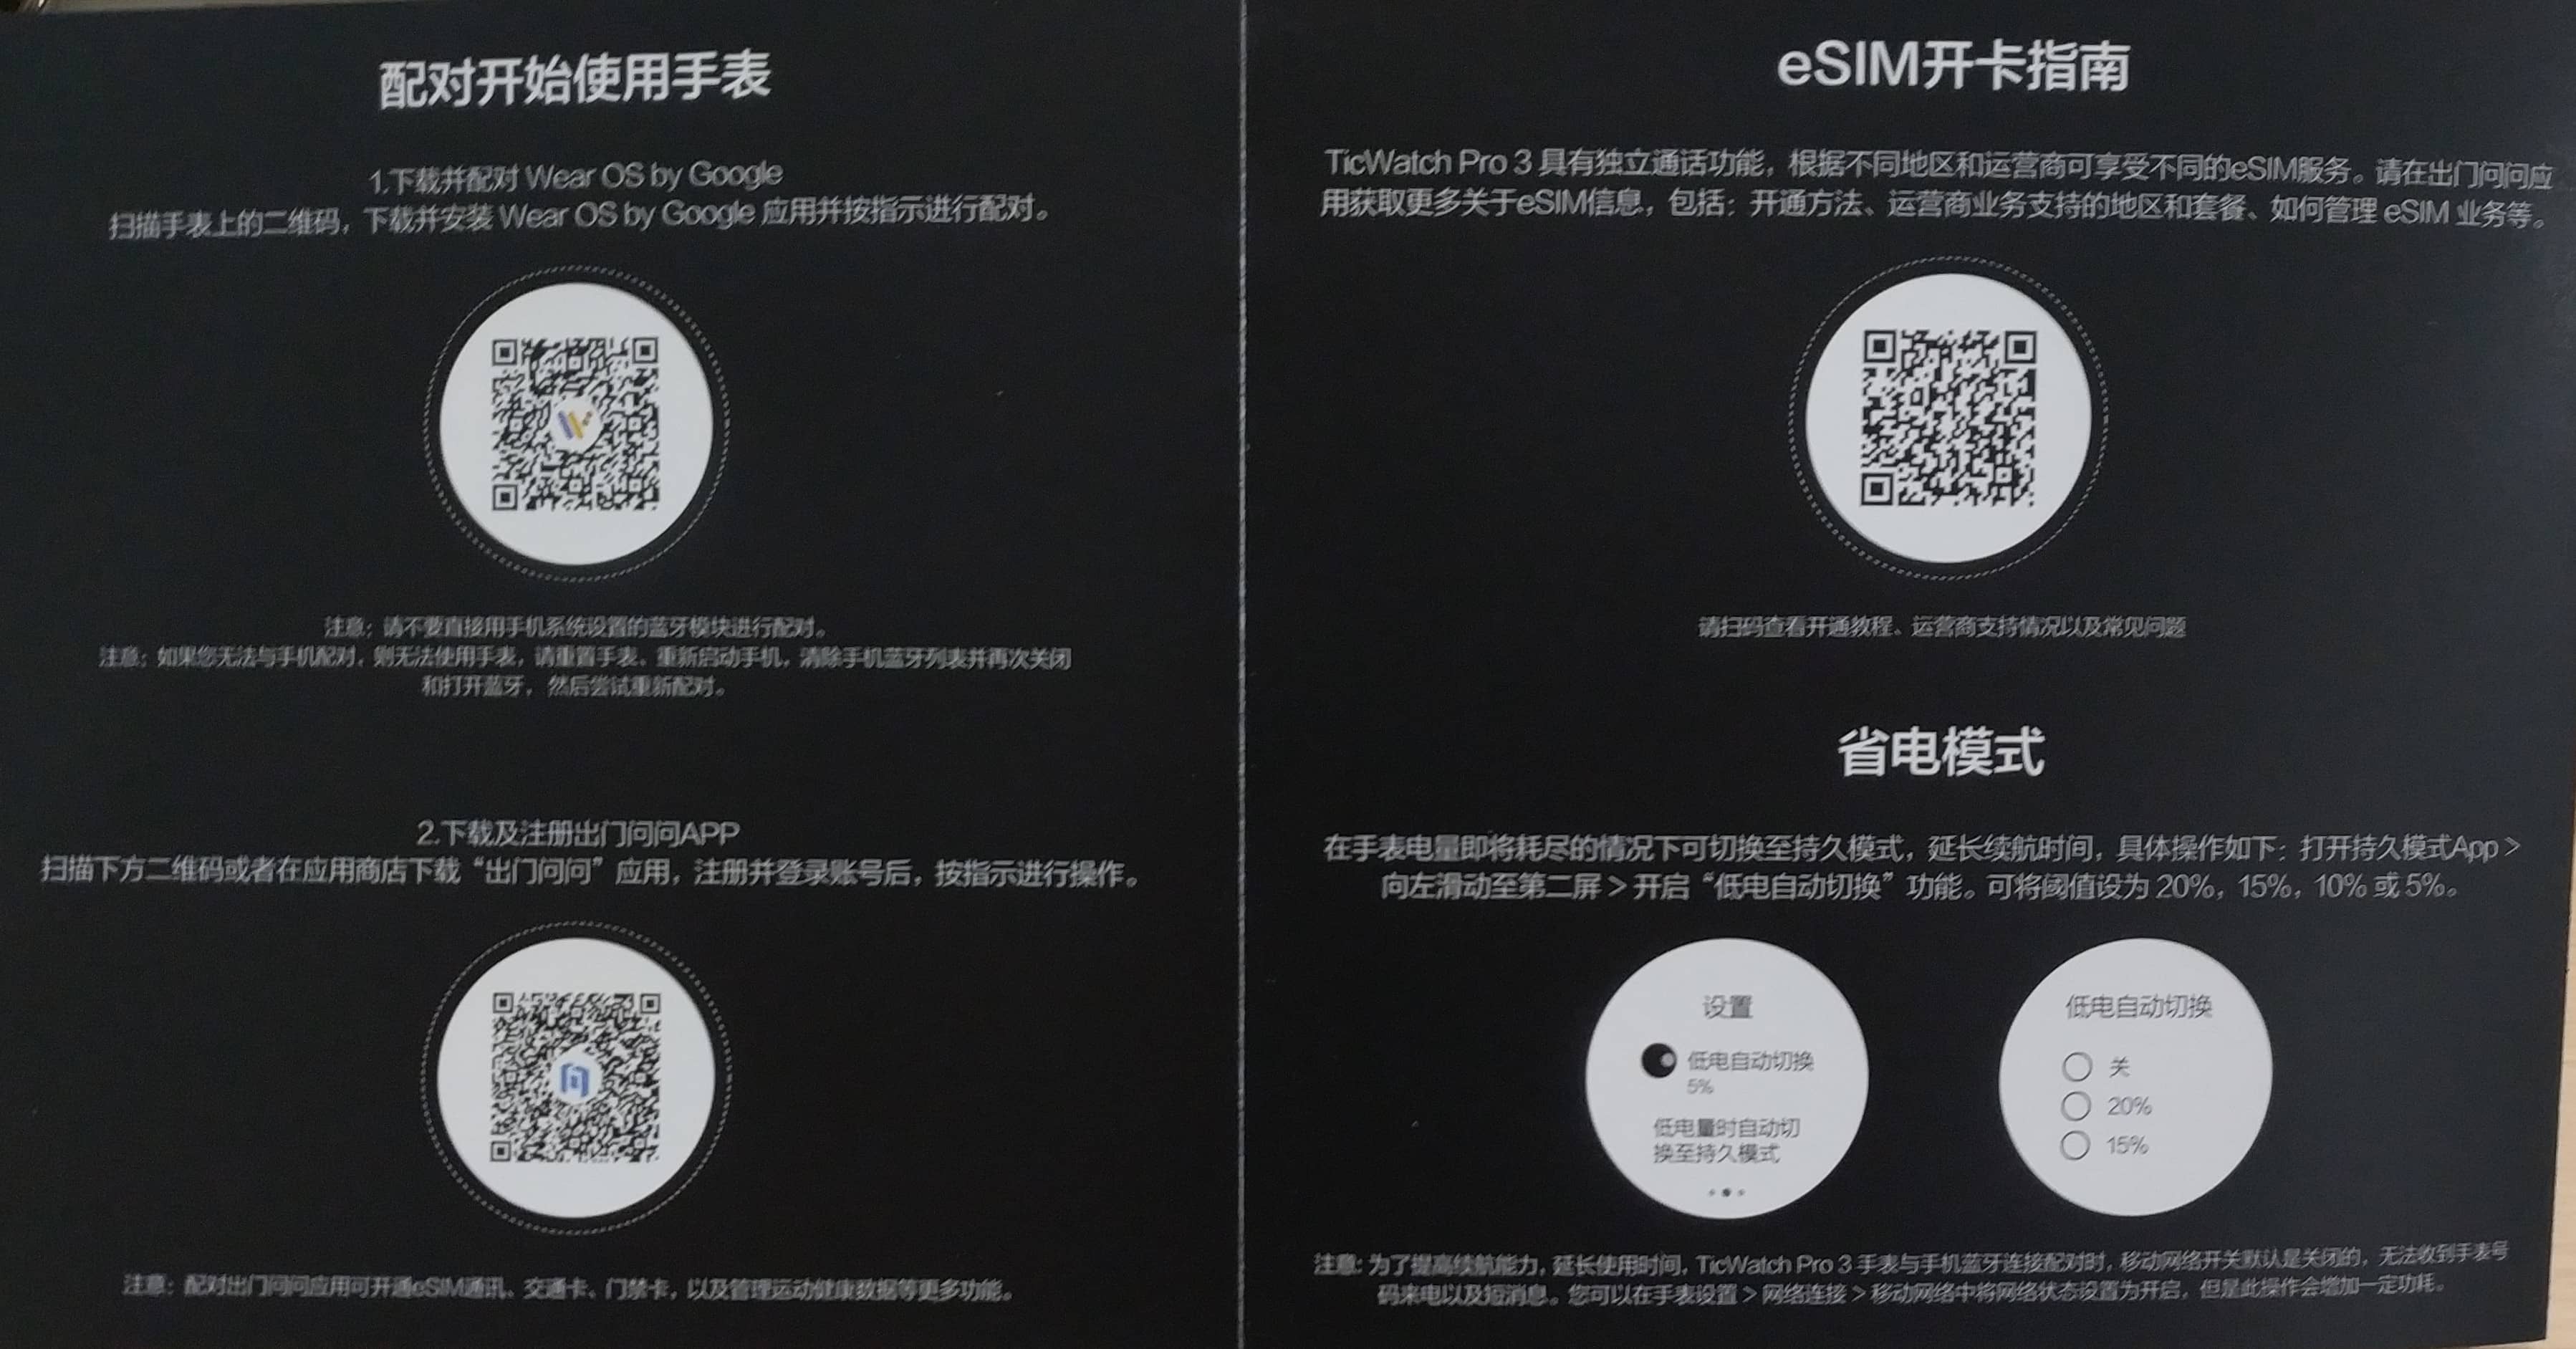 配对开始使用手表
1.下载并配对 Wear OS by Google
扫描手表上的二维码，下载并安装 Wear OS by Google 应用并按指示进行配对。
注意：请不要直接用手机系统设置的蓝牙模块进行配对。
注意：如果您无法与手机配对，则无法使用手表，请重置手表、重新启动手机，清除手机蓝牙列表并再次关闭
和打开蓝牙，然后尝试重新配对。
2.下载及注册出门问问APP
扫描下方二维码或者在应用商店下载“出门问问”应用，注册并登录账号后，按指示进行操作。
注意：配对出门问问应用可开通eSIM通讯、交通卡、门禁卡，以及管理运动健康数据等更多功能。
eSIM开卡指南
TicWatch Pro 3 具有独立通话功能，根据不同地区和运营商可享受不同的eSIM服务。请在出门问问应
用获取更多关于eSIM信息，包括：开通方法、运营商业务支持的地区和套餐、如何管理 eSIM 业务等。
请扫码查看开通教程、运营商支持情况以及常见问题
省电模式
在手表电量即将耗尽的情况下可切换至持久模式，延长续航时间，具体操作如下：打开持久模式App >
向左滑动至第二屏 > 开启“低电自动切换”功能。可将阈值设为 20%，15%，10% 或 5%。
设置
低电自动切换
5%
低电量时自动切
换至持久模式
低电自动切换
关
20%
15%
注意: 为了提高续航能力，延长使用时间，TicWatch Pro 3 手表与手机蓝牙连接配对时，移动网络开关默认是关闭的，无法收到手表号
码来电以及短消息。您可以在手表设置 > 网络连接 > 移动网络中将网络状态设置为开启，但是此操作会增加一定功耗。